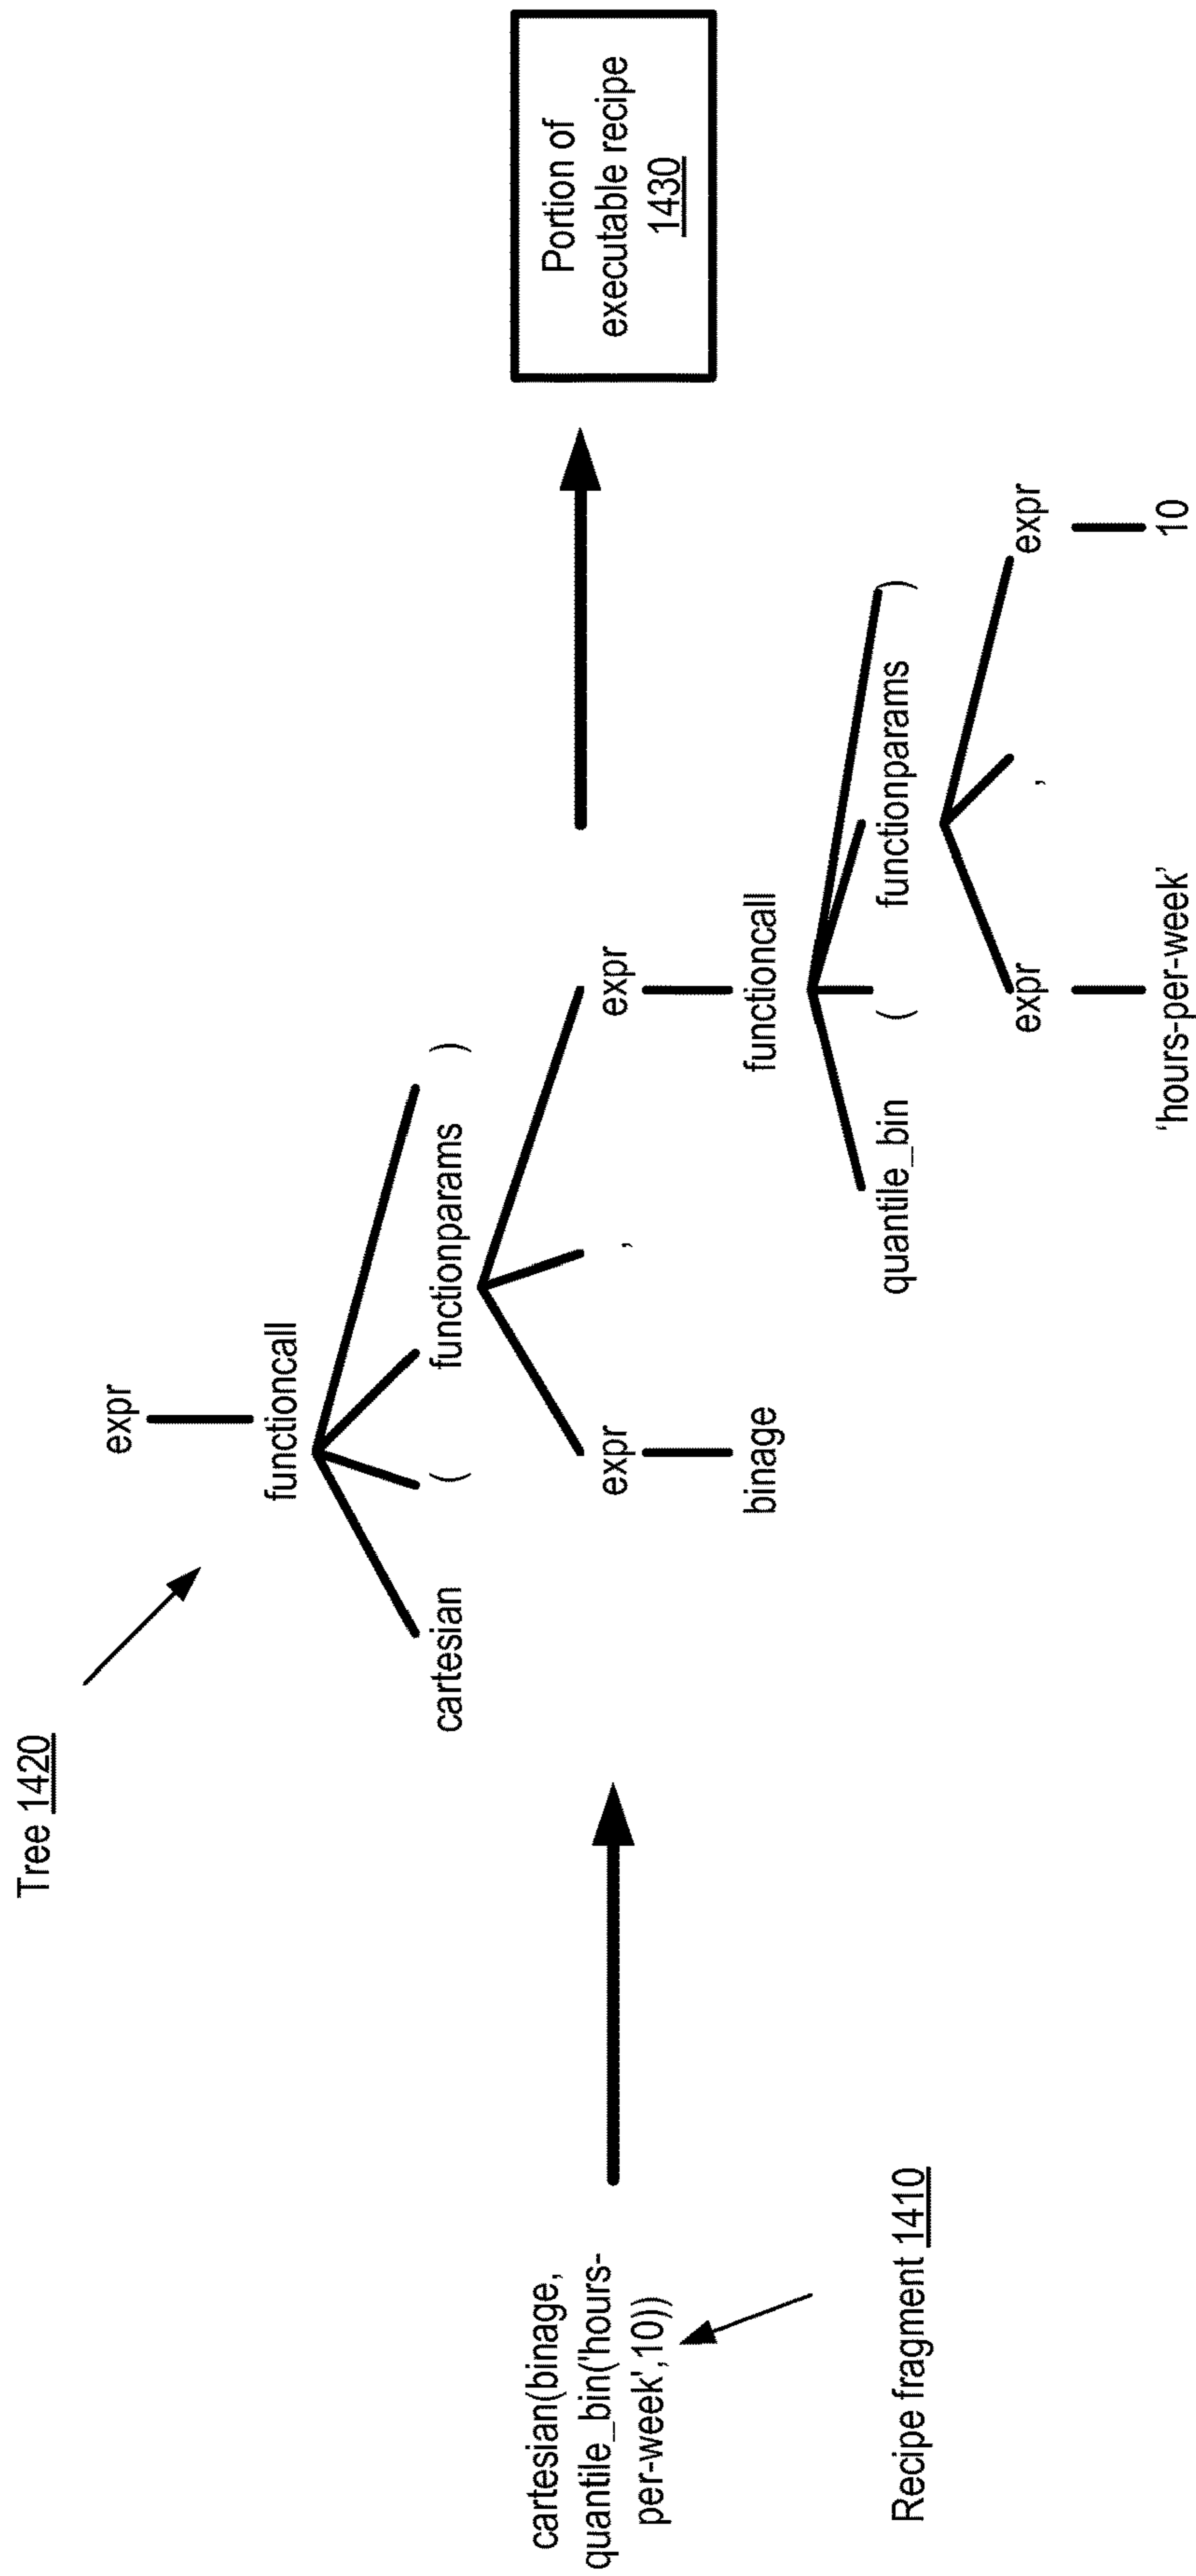 Tree 1420
expr
functioncall
cartesian ( functionparams )
expr , expr
binage functioncall
quantile_bin ( functionparams )
expr , expr
'hours-per-week' 10
cartesian(binage,
quantile_bin('hours-
per-week',10))
Recipe fragment 1410
Portion of
executable recipe
1430